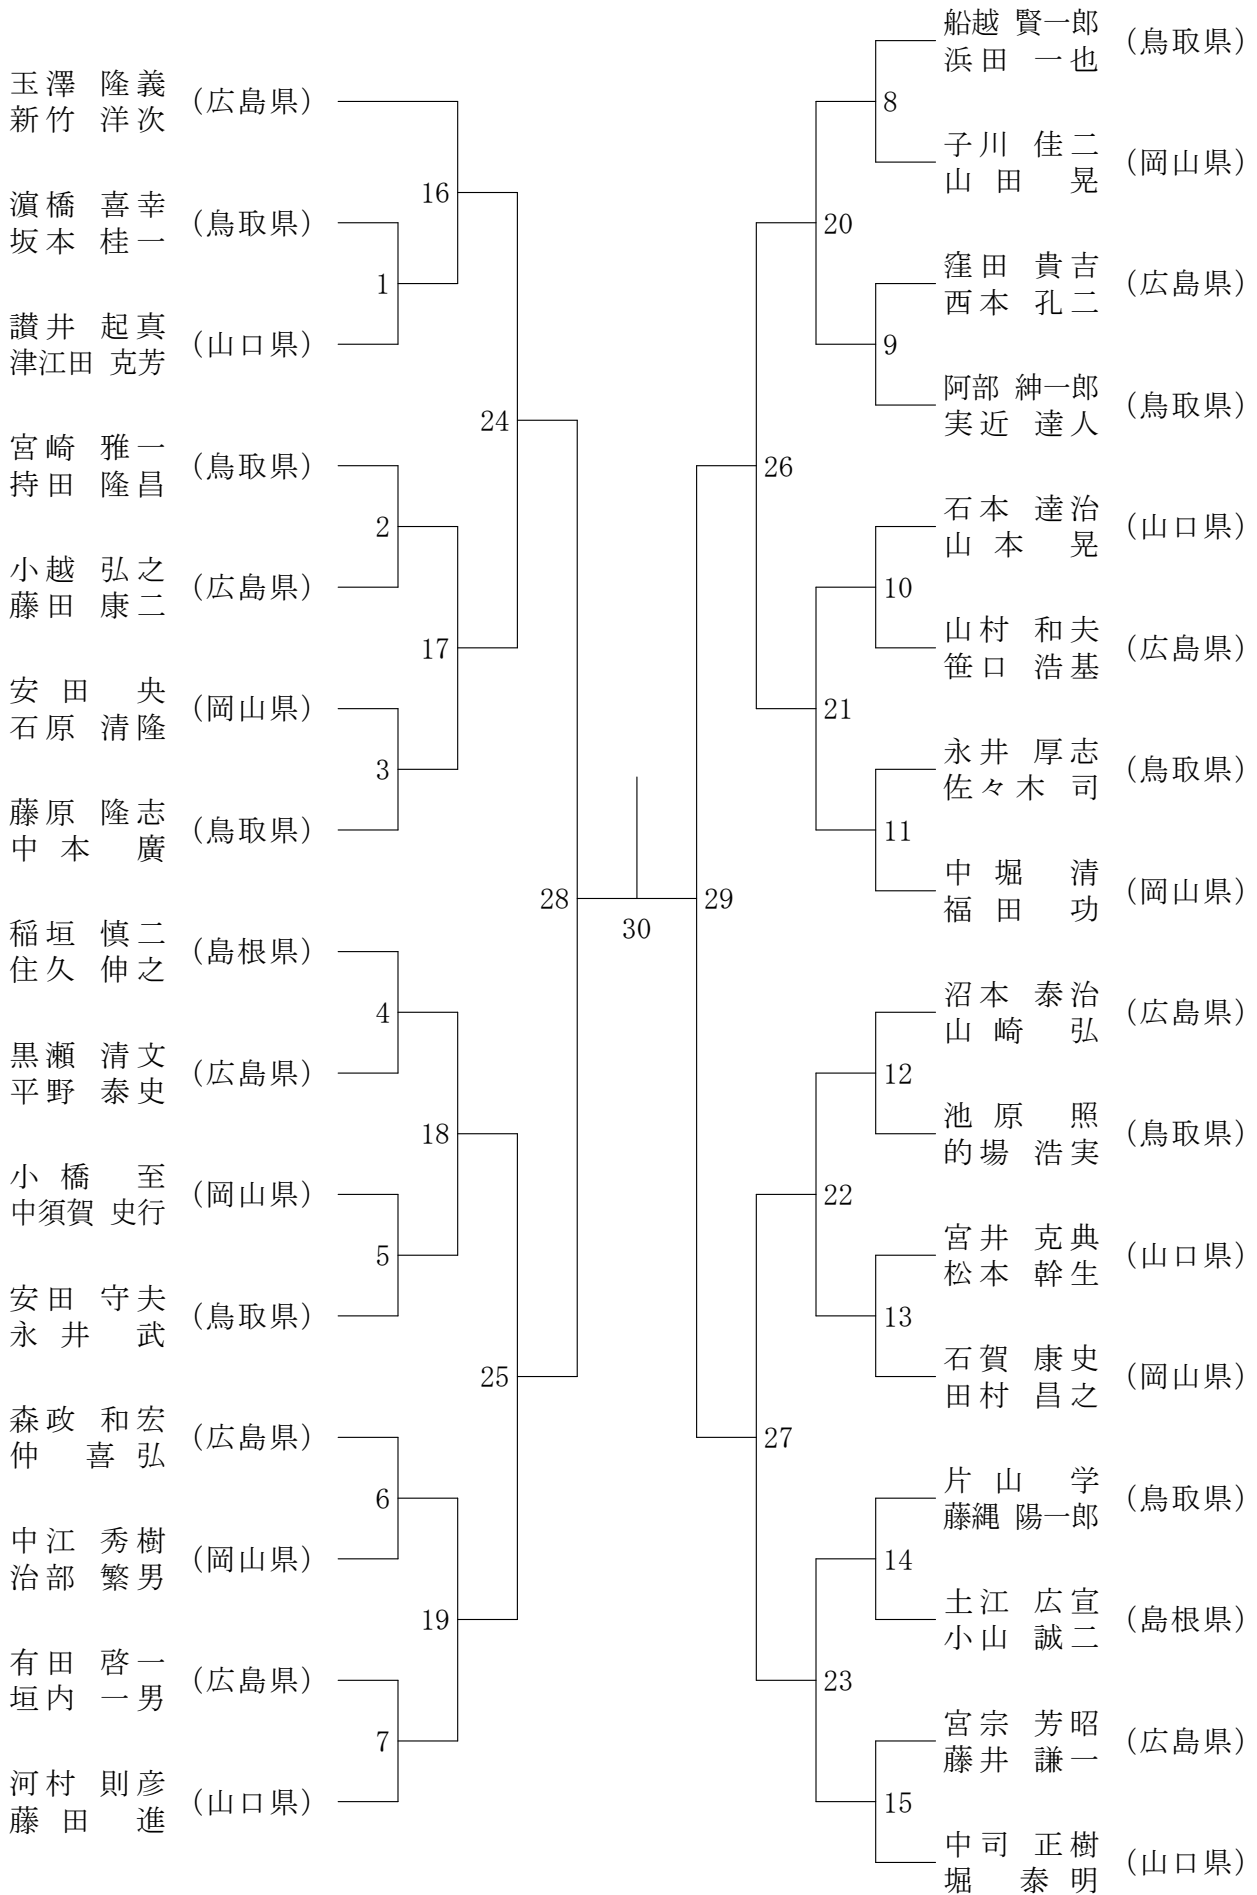 玉澤 隆義
新竹 洋次
(広島県)
濵橋 喜幸
坂本 桂一
(鳥取県)
讃井 起真
津江田 克芳
(山口県)
宮崎 雅一
持田 隆昌
(鳥取県)
小越 弘之
藤田 康二
(広島県)
安田 央
石原 清隆
(岡山県)
藤原 隆志
中本 廣
(鳥取県)
稲垣 慎二
住久 伸之
(島根県)
黒瀬 清文
平野 泰史
(広島県)
小橋 至
中須賀 史行
(岡山県)
安田 守夫
永井 武
(鳥取県)
森政 和宏
仲 喜弘
(広島県)
中江 秀樹
治部 繁男
(岡山県)
有田 啓一
垣内 一男
(広島県)
河村 則彦
藤田 進
(山口県)
1
2
3
4
5
6
7
16
17
18
19
24
25
28
30
29
26
27
20
21
22
23
8
9
10
11
12
13
14
15
船越 賢一郎
浜田 一也
(鳥取県)
子川 佳二
山田 晃
(岡山県)
窪田 貴吉
西本 孔二
(広島県)
阿部 紳一郎
実近 達人
(鳥取県)
石本 達治
山本 晃
(山口県)
山村 和夫
笹口 浩基
(広島県)
永井 厚志
佐々木 司
(鳥取県)
中堀 清
福田 功
(岡山県)
沼本 泰治
山崎 弘
(広島県)
池原 照
的場 浩実
(鳥取県)
宮井 克典
松本 幹生
(山口県)
石賀 康史
田村 昌之
(岡山県)
片山 学
藤縄 陽一郎
(鳥取県)
土江 広宣
小山 誠二
(島根県)
宮宗 芳昭
藤井 謙一
(広島県)
中司 正樹
堀 泰明
(山口県)